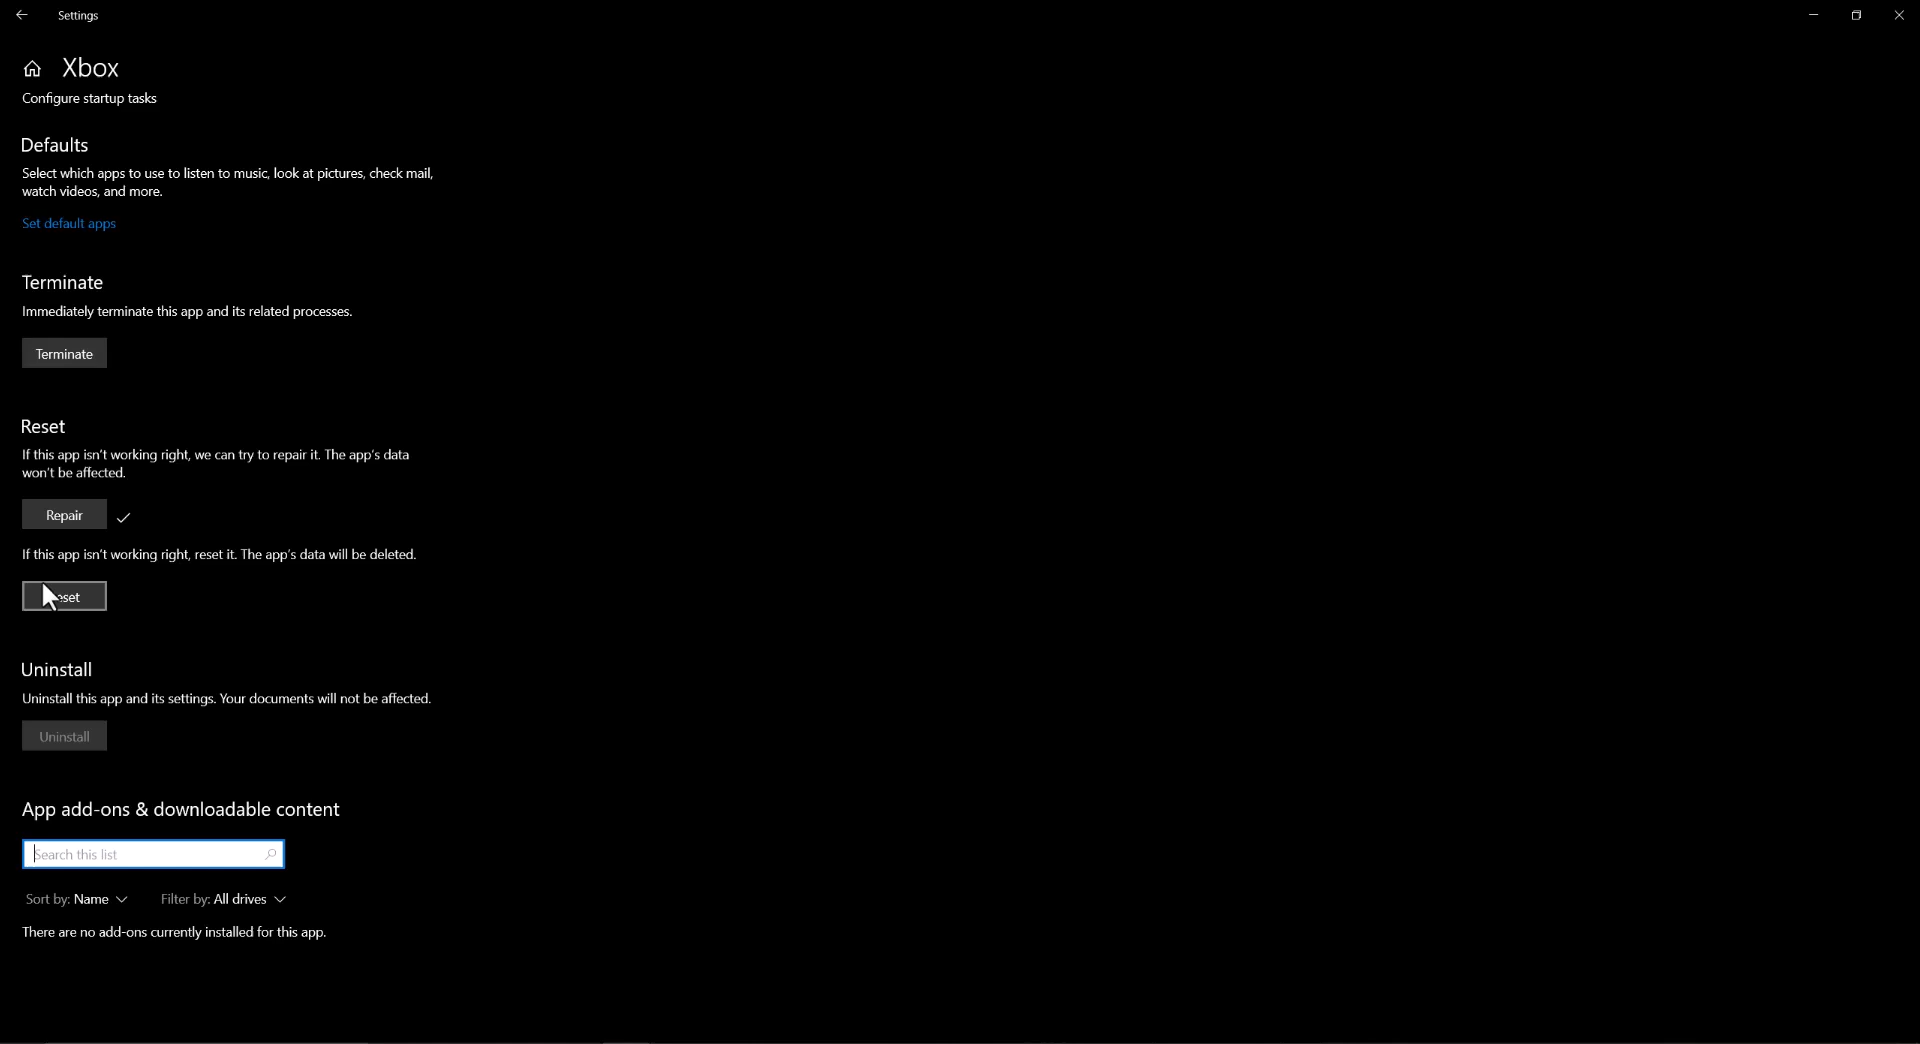 Settings
Xbox
Configure startup tasks
Defaults
Select which apps to use to listen to music, look at pictures, check mail,
watch videos, and more.
Set default apps
Terminate
Immediately terminate this app and its related processes.
Terminate
Reset
If this app isn't working right, we can try to repair it. The app's data
won't be affected.
Repair
If this app isn't working right, reset it. The app's data will be deleted.
Uninstall
Uninstall this app and its settings. Your documents will not be affected.
Uninstall
App add-ons & downloadable content
Search this list
Sort by: Name Filter by: All drives
There are no add-ons currently installed for this app.